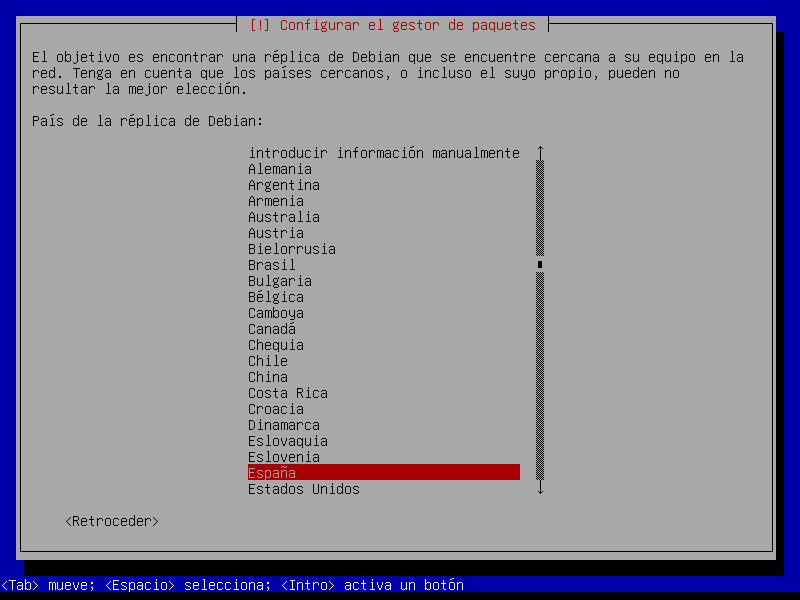 [!] Configurar el gestor de paquetes
El objetivo es encontrar una réplica de Debian que se encuentre cercana a su equipo en la
red. Tenga en cuenta que los países cercanos, o incluso el suyo propio, pueden no
resultar la mejor elección.
País de la réplica de Debian:
introducir información manualmente
Alemania
Argentina
Armenia
Australia
Austria
Bielorrusia
Brasil
Bulgaria
Bélgica
Camboya
Canadá
Chequia
Chile
China
Costa Rica
Croacia
Dinamarca
Eslovaquia
Eslovenia
España
Estados Unidos
<Retroceder>
<Tab> mueve; <Espacio> selecciona; <Intro> activa un botón